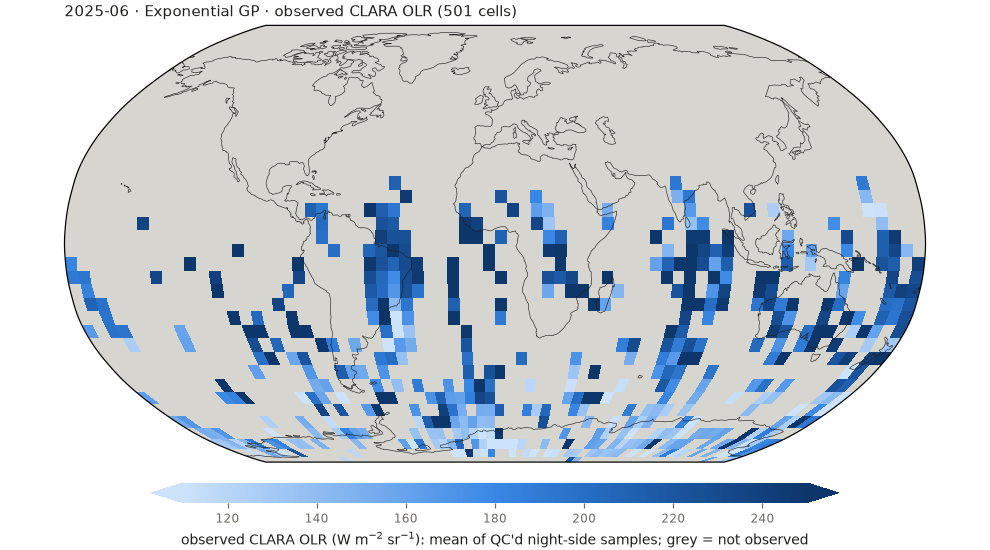 2025-06 · Exponential GP · observed CLARA OLR (501 cells)
120 140 160 180 200 220 240
observed CLARA OLR (W m⁻² sr⁻¹): mean of QC'd night-side samples; grey = not observed